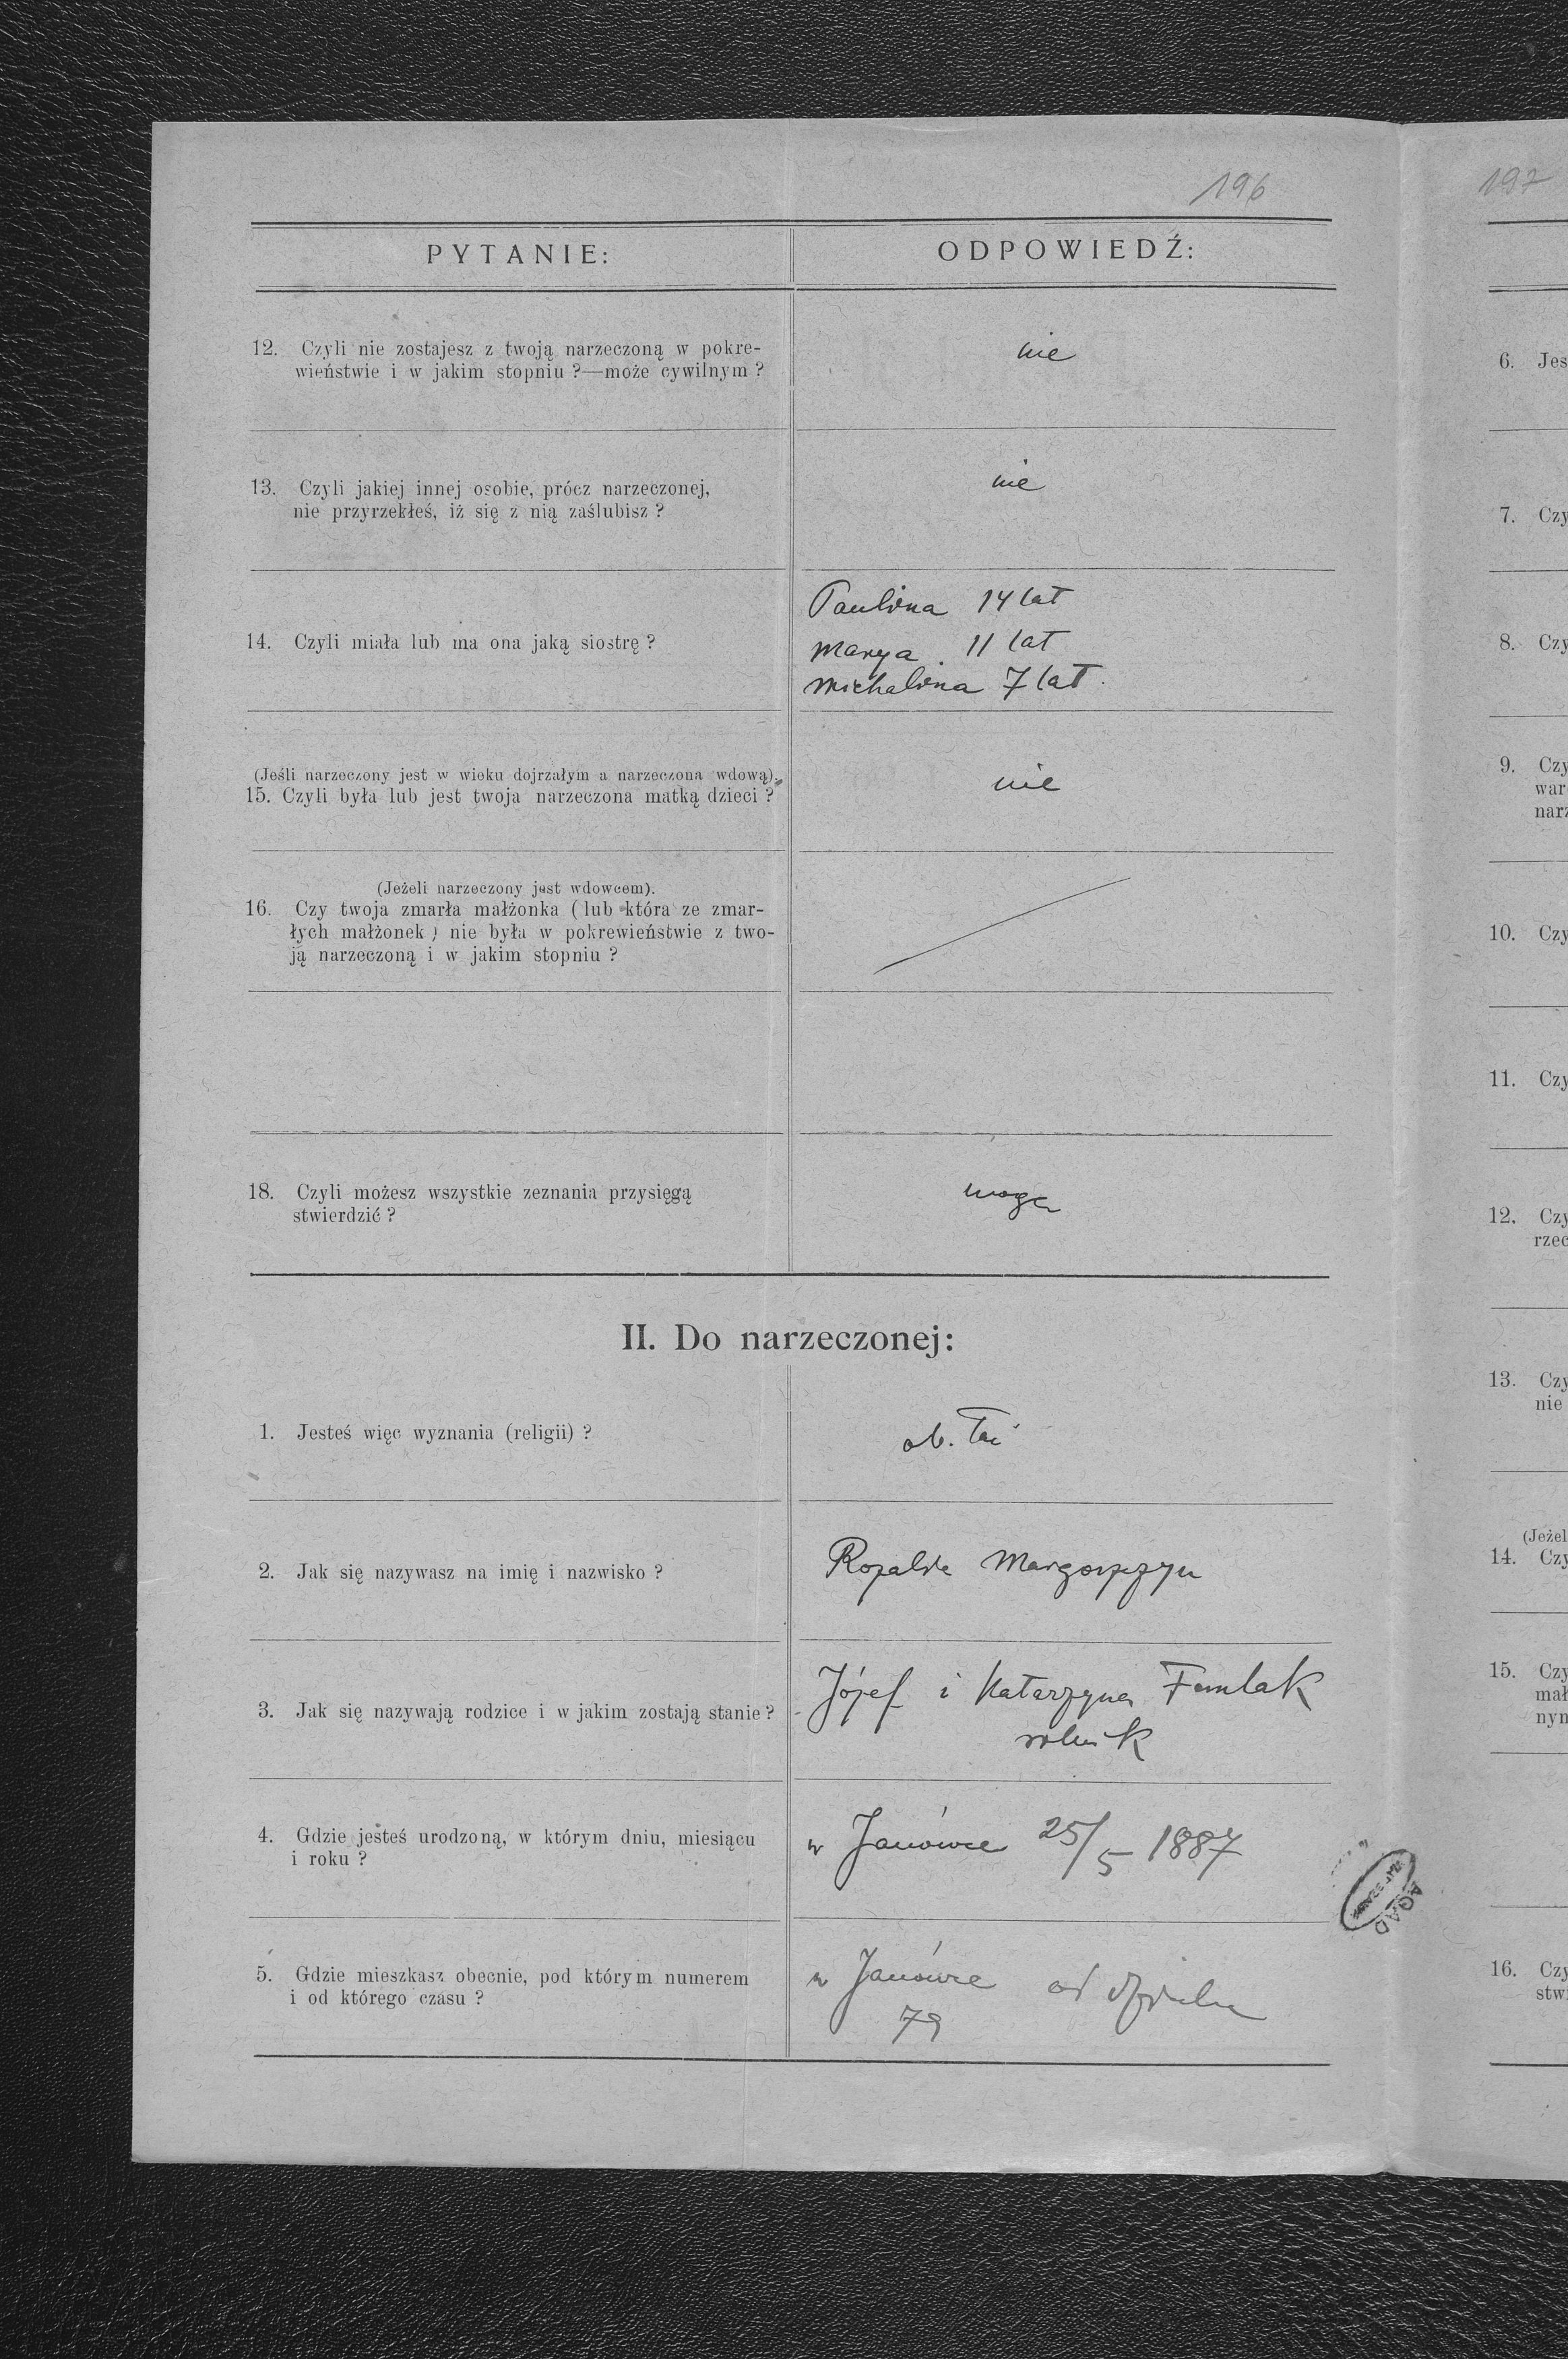 196
197
PYTANIE: ODPOWIEDŹ:
12. Czyli nie zostajesz z twoją narzeczoną w pokre-
wieństwie i w jakim stopniu ?—może cywilnym ?
nie
13. Czyli jakiej innej osobie, prócz narzeczonej,
nie przyrzekłeś, iż się z nią zaślubisz ?
nie
14. Czyli miała lub ma ona jaką siostrę ?
Paulina 14 lat
Marya 11 lat
Michalina 7 lat.
(Jeśli narzeczony jest w wieku dojrzałym a narzeczona wdową).
15. Czyli była lub jest twoja narzeczona matką dzieci ?
nie
(Jeżeli narzeczony jest wdowcem).
16. Czy twoja zmarła małżonka (lub która ze zmar-
łych małżonek) nie była w pokrewieństwie z two-
ją narzeczoną i w jakim stopniu ?
18. Czyli możesz wszystkie zeznania przysięgą
stwierdzić ?
mogę
II. Do narzeczonej:
1. Jesteś więc wyznania (religii) ?
ob. łać
2. Jak się nazywasz na imię i nazwisko ?
Rozalia
3. Jak się nazywają rodzice i w jakim zostają stanie ?
Józef i Katarzyna
rolnik
4. Gdzie jesteś urodzoną, w którym dniu, miesiącu
i roku ?
w Janówce 25/5 1887
5. Gdzie mieszkasz obecnie, pod którym numerem
i od którego czasu ?
w Janówce od
79
AGAD
6. Jes
7. Czy
8. Czy
9. Czy
war
narz
10. Czy
11. Czy
12. Czy
rzec
13. Czy
nie
(Jeżel
14. Czy
15. Czy
mał
nym
16. Czy
stwi